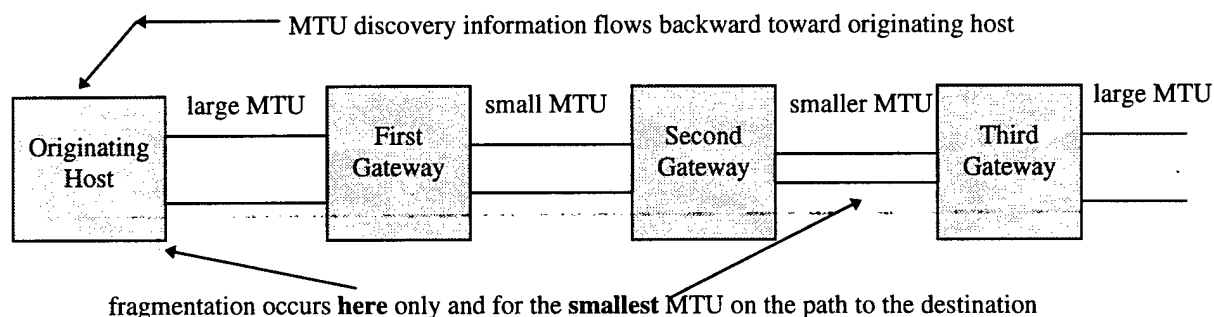 MTU discovery information flows backward toward originating host
large MTU
small MTU
smaller MTU
large MTU
Originating
Host
First
Gateway
Second
Gateway
Third
Gateway
fragmentation occurs here only and for the smallest MTU on the path to the destination